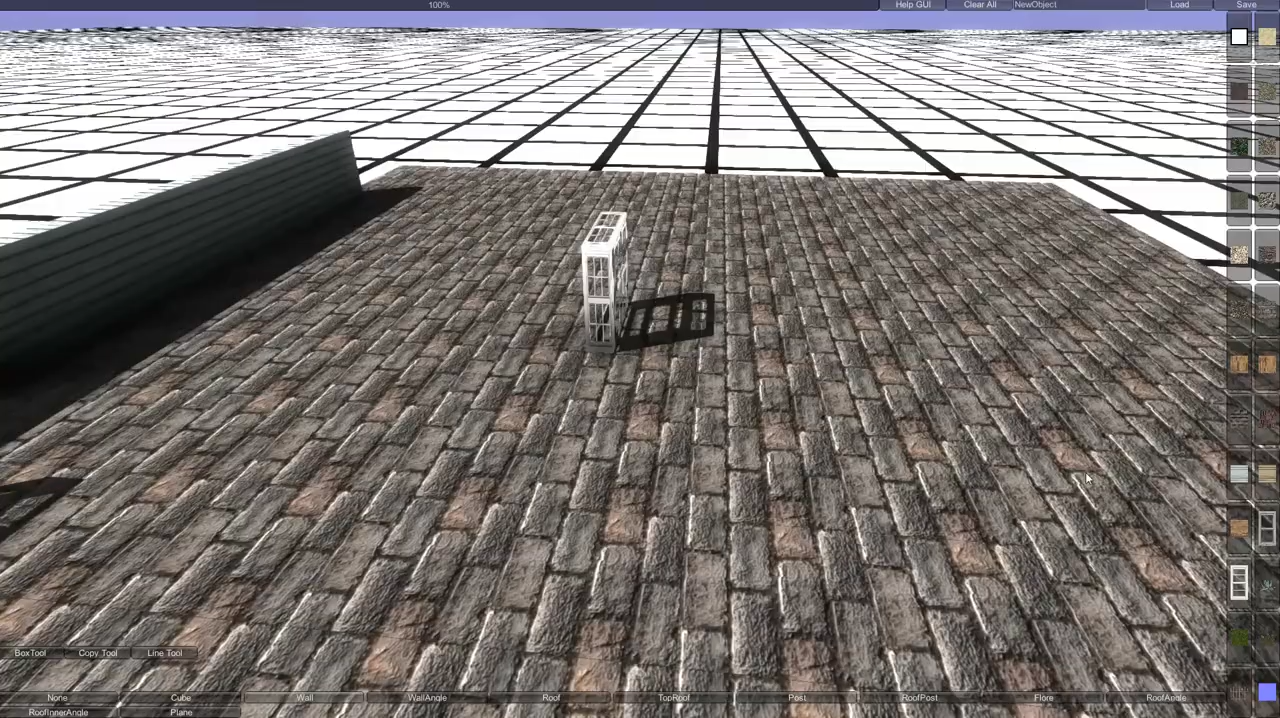 100%
Help GUI
Clear All
NewObject
Load
Save
BoxTool
Copy Tool
Line Tool
None
Cube
Wall
WallAngle
Roof
TopRoof
Post
RoofPost
Flore
RoofAngle
RoofInnerAngle
Plane